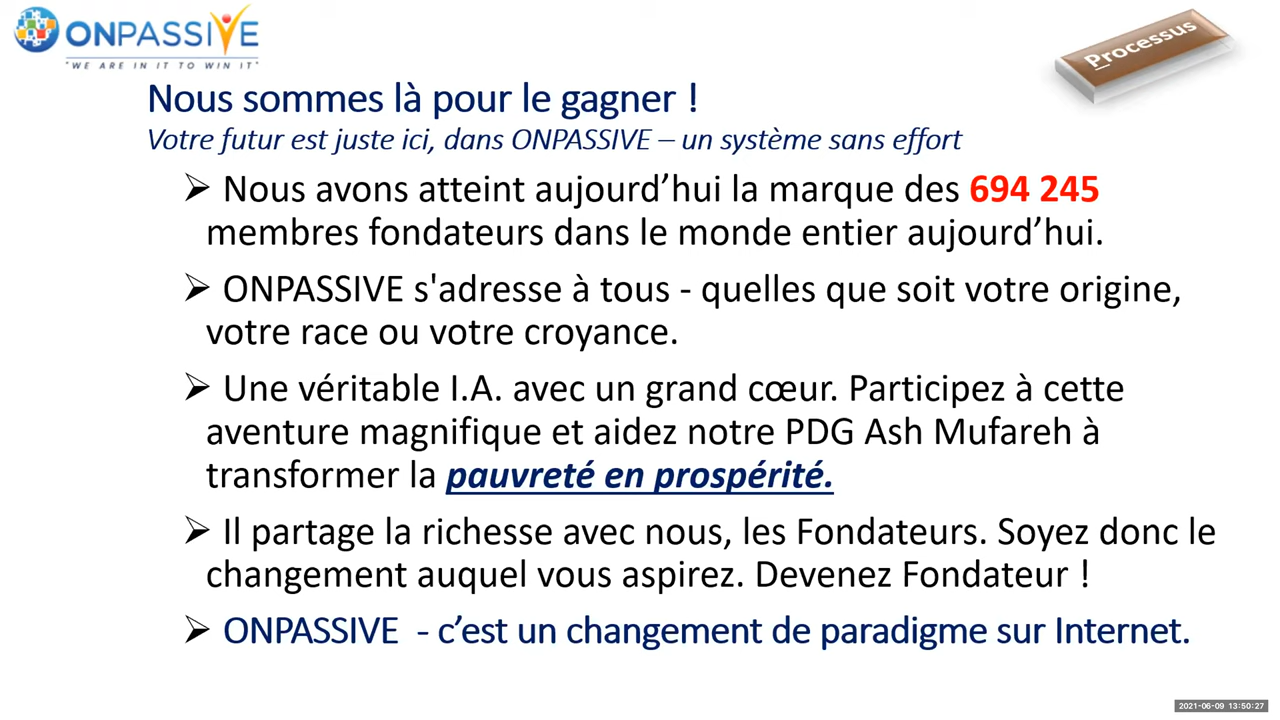 ONPASSIVE
"WE ARE IN IT TO WIN IT"
Processus
Nous sommes là pour le gagner !
Votre futur est juste ici, dans ONPASSIVE – un système sans effort
➢ Nous avons atteint aujourd’hui la marque des 694 245
membres fondateurs dans le monde entier aujourd’hui.
➢ ONPASSIVE s'adresse à tous - quelles que soit votre origine,
votre race ou votre croyance.
➢ Une véritable I.A. avec un grand cœur. Participez à cette
aventure magnifique et aidez notre PDG Ash Mufareh à
transformer la pauvreté en prospérité.
➢ Il partage la richesse avec nous, les Fondateurs. Soyez donc le
changement auquel vous aspirez. Devenez Fondateur !
➢ ONPASSIVE - c’est un changement de paradigme sur Internet.
2021-06-09 13:50:27